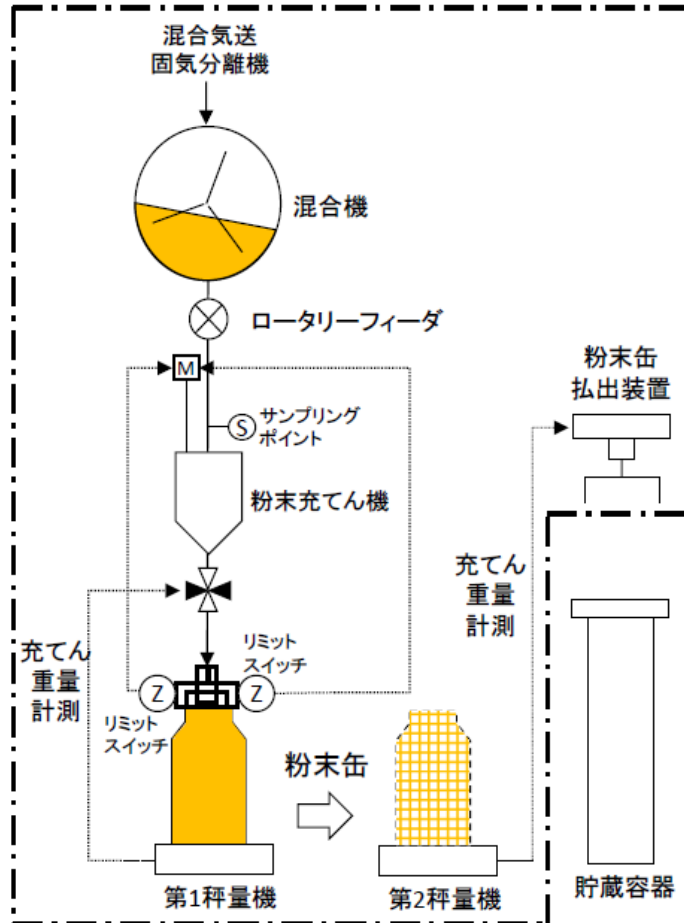 混合気送
固気分離機
混合機
ロータリーフィーダ
M
S
サンプリング
ポイント
粉末充てん機
粉末缶
払出装置
充てん
重量
計測
リミット
スイッチ
Z
Z
リミット
スイッチ
充てん
重量
計測
粉末缶
第1秤量機
第2秤量機
貯蔵容器